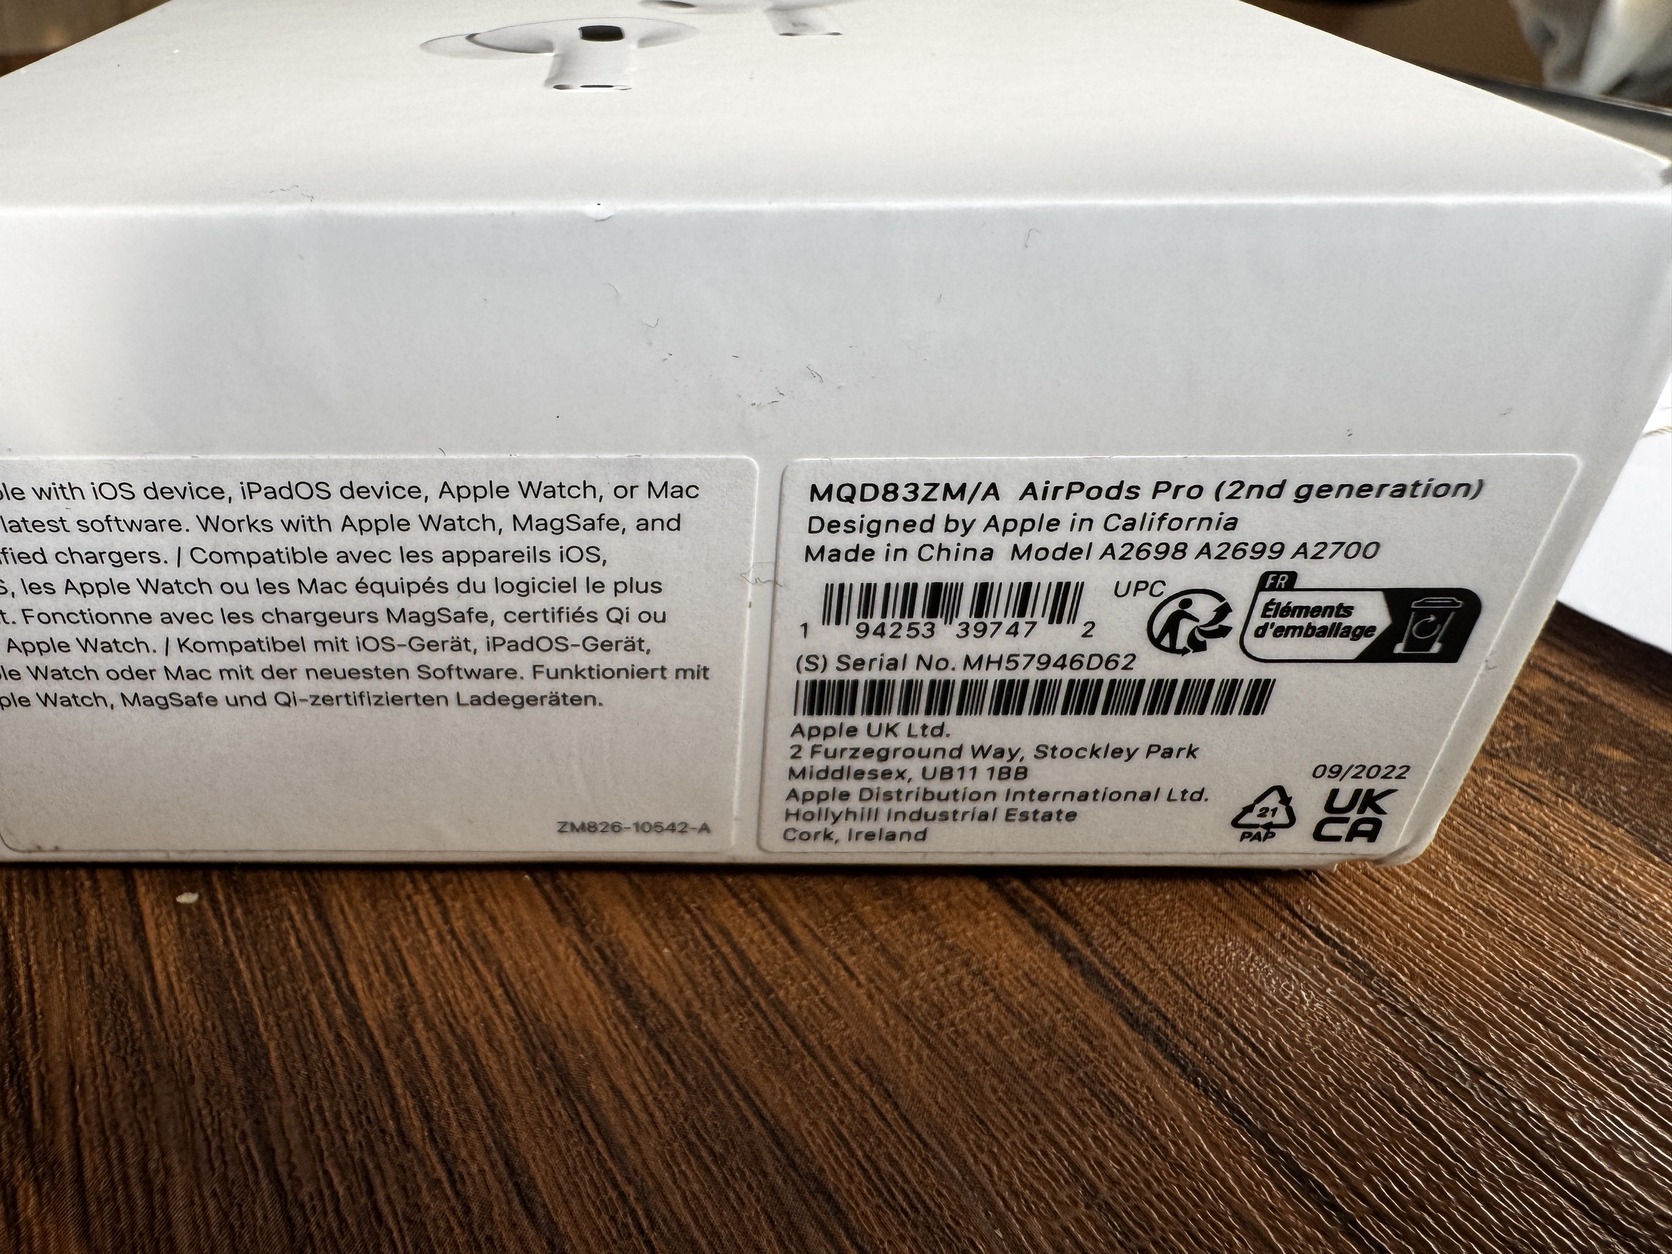 ble with iOS device, iPadOS device, Apple Watch, or Mac
latest software. Works with Apple Watch, MagSafe, and
fied chargers. / Compatible avec les appareils iOS,
S, les Apple Watch ou les Mac équipés du logiciel le plus
t. Fonctionne avec les chargeurs MagSafe, certifiés Qi ou
Apple Watch. / Kompatibel mit iOS-Gerät, iPadOS-Gerät,
le Watch oder Mac mit der neuesten Software. Funktioniert mit
ple Watch, MagSafe und Qi-zertifizierten Ladegeräten.
ZM826-10542-A
MQD83ZM/A AirPods Pro (2nd generation)
Designed by Apple in California
Made in China Model A2698 A2699 A2700
UPC
1 94253 39747 2
FR
Éléments
d'emballage
(S) Serial No. MH57946D62
Apple UK Ltd.
2 Furzeground Way, Stockley Park
Middlesex, UB11 1BB
Apple Distribution International Ltd.
Hollyhill Industrial Estate
Cork, Ireland
09/2022
21
PAP
UK
CA